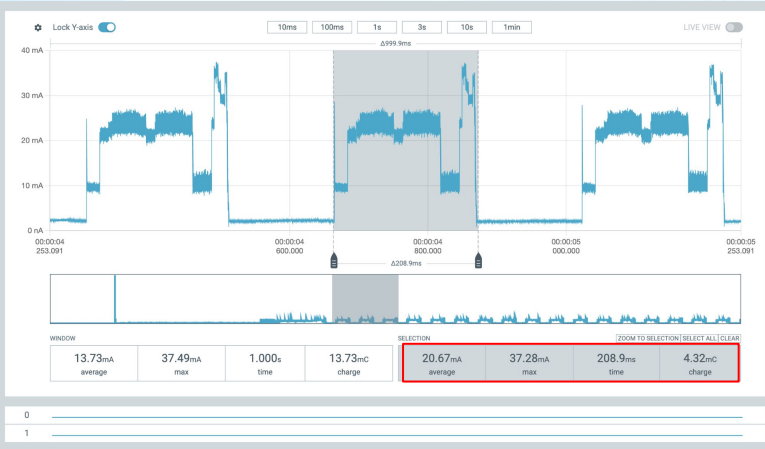 Lock Y-axis 10ms 100ms 1s 3s 10s 1min LIVE VIEW
Δ999.9ms
40 mA
30 mA
20 mA
10 mA
0 nA
00:00:04 00:00:04 00:00:04 00:00:05 00:00:05
253.091 600.000 800.000 000.000 253.091
Δ208.9ms
WINDOW SELECTION ZOOM TO SELECTION SELECT ALL CLEAR
13.73mA 37.49mA 1.000s 13.73mC 20.67mA 37.28mA 208.9ms 4.32mC
average max time charge average max time charge
0
1